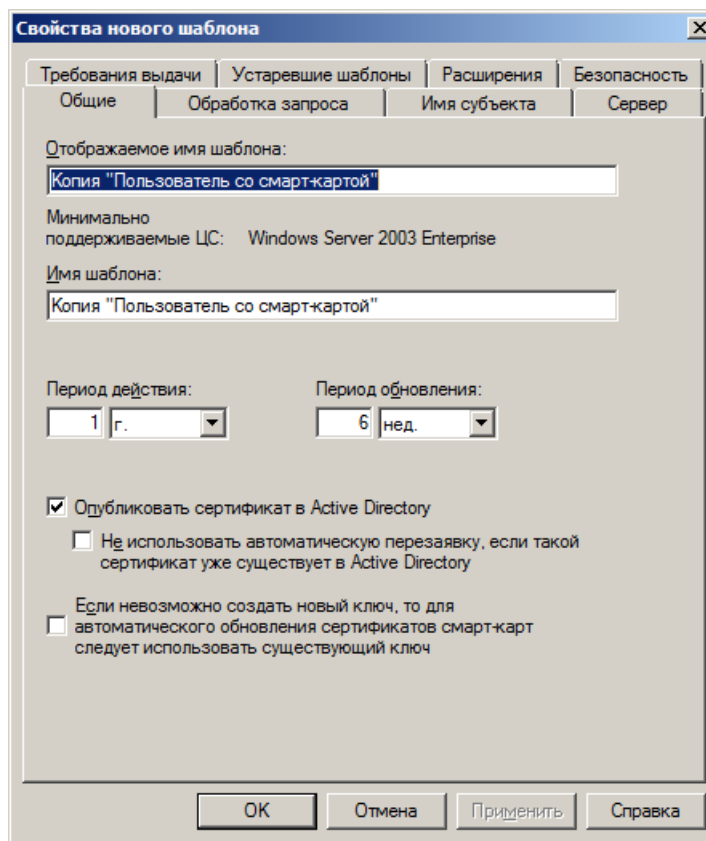 Свойства нового шаблона
Требования выдачи
Устаревшие шаблоны
Расширения
Безопасность
Общие
Обработка запроса
Имя субъекта
Сервер
Отображаемое имя шаблона:
Копия "Пользователь со смарт-картой"
Минимально
поддерживаемые ЦС: Windows Server 2003 Enterprise
Имя шаблона:
Копия "Пользователь со смарт-картой"
Период действия: Период обновления:
1 г. 6 нед.
Опубликовать сертификат в Active Directory
Не использовать автоматическую перезаявку, если такой
сертификат уже существует в Active Directory
Если невозможно создать новый ключ, то для
автоматического обновления сертификатов смарт-карт
следует использовать существующий ключ
OK Отмена Применить Справка